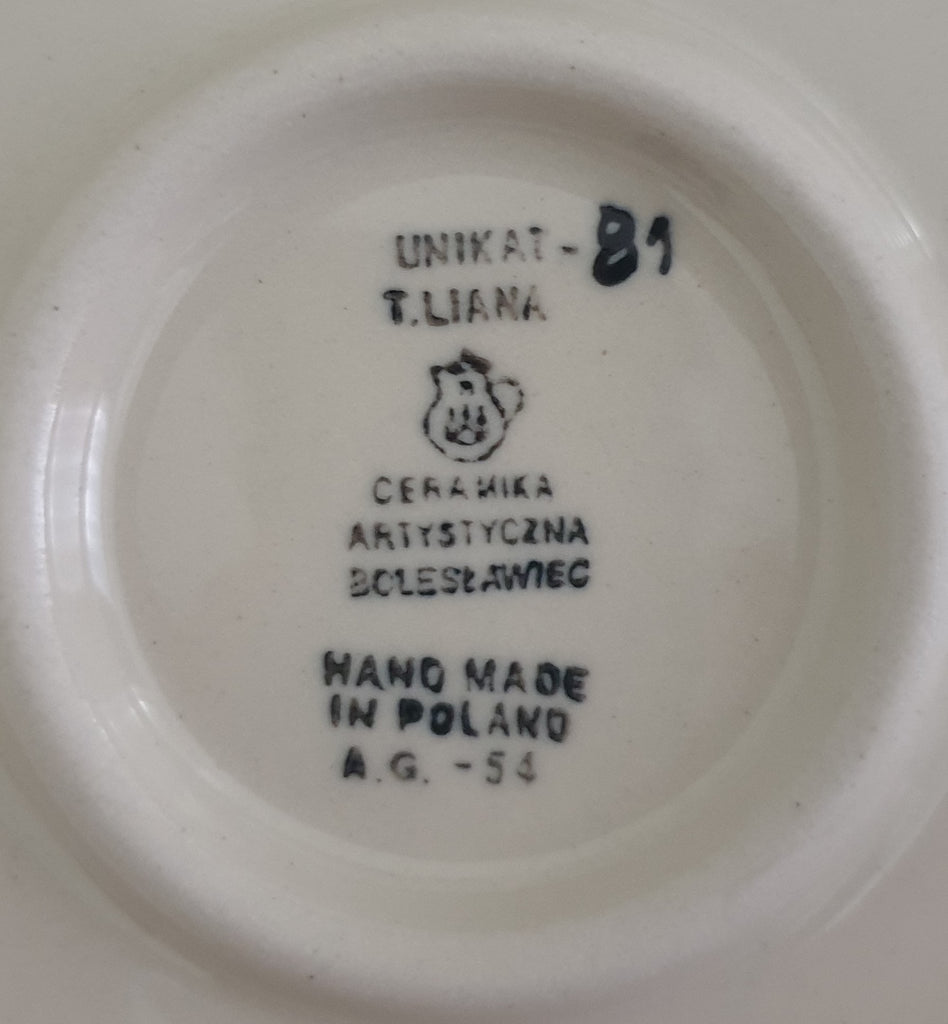 UNIKAT - 81
T.LIANA
CERAMIKA
ARTYSTYCZNA
BOLESŁAWIEC
HAND MADE
IN POLAND
A.G. - 54